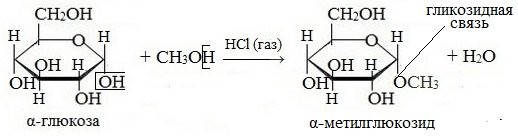 гликозидная
связь
CH₂OH CH₂OH
H O H H O H
H H
OH H + CH₃OH HCl (газ) OH H + H₂O
OH OH OH OCH₃
H OH H OH
α-глюкоза α-метилглюкозид